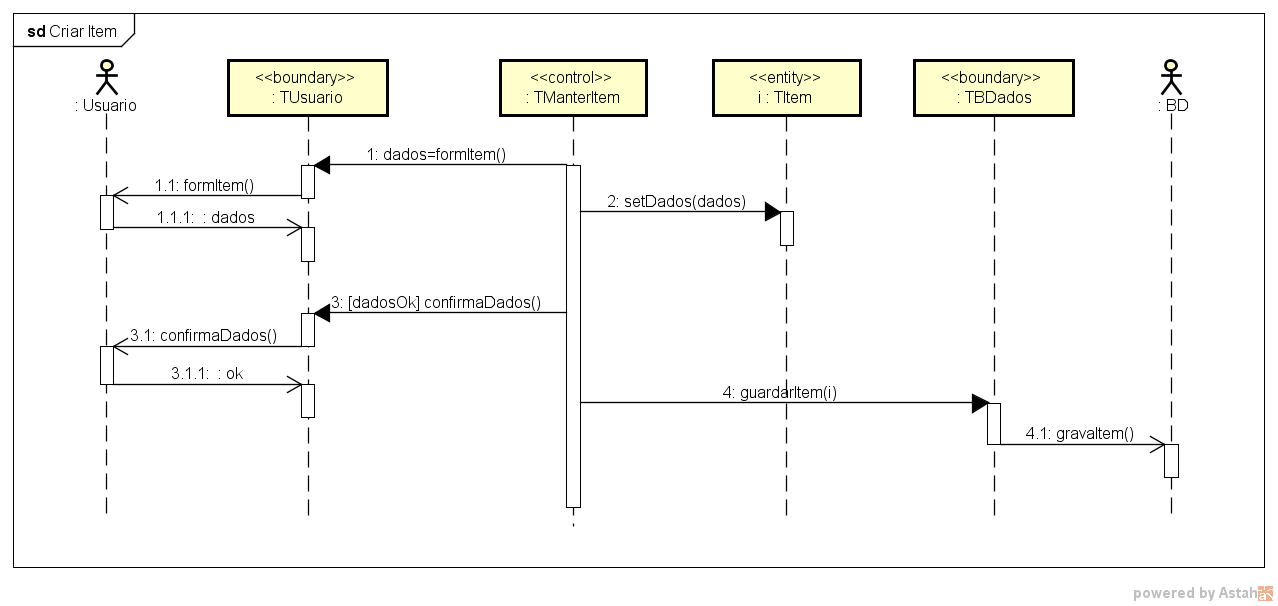 sd Criar Item
: Usuario
<<boundary>>
: TUsuario
<<control>>
: TManterItem
<<entity>>
i : TItem
<<boundary>>
: TBDados
: BD
1: dados=formItem()
1.1: formItem()
2: setDados(dados)
1.1.1:  : dados
3: [dadosOk] confirmaDados()
3.1: confirmaDados()
3.1.1:  : ok
4: guardarItem(i)
4.1: gravaItem()
powered by Astah